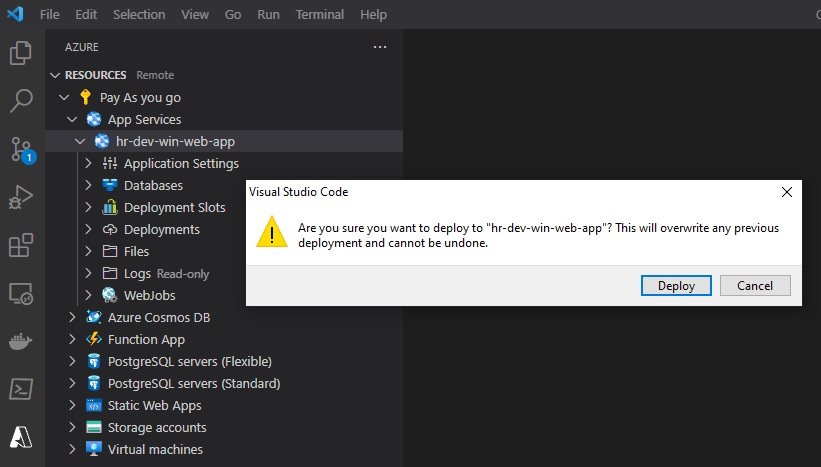 File Edit Selection View Go Run Terminal Help
AZURE
RESOURCES Remote
Pay As you go
App Services
hr-dev-win-web-app
Application Settings
Databases
Deployment Slots
Deployments
Files
Logs Read-only
WebJobs
Azure Cosmos DB
Function App
PostgreSQL servers (Flexible)
PostgreSQL servers (Standard)
Static Web Apps
Storage accounts
Virtual machines
1
Visual Studio Code
Are you sure you want to deploy to "hr-dev-win-web-app"? This will overwrite any previous
deployment and cannot be undone.
Deploy Cancel